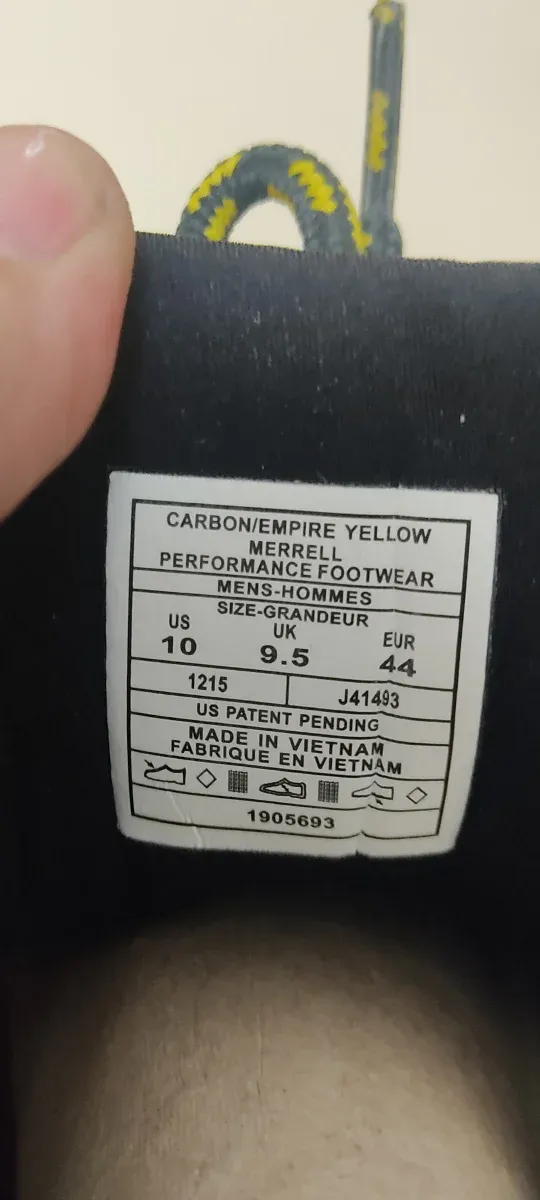 CARBON/EMPIRE YELLOW
MERRELL
PERFORMANCE FOOTWEAR
MENS-HOMMES
SIZE-GRANDEUR
US UK EUR
10 9.5 44
1215 J41493
US PATENT PENDING
MADE IN VIETNAM
FABRIQUE EN VIETNAM
1905693